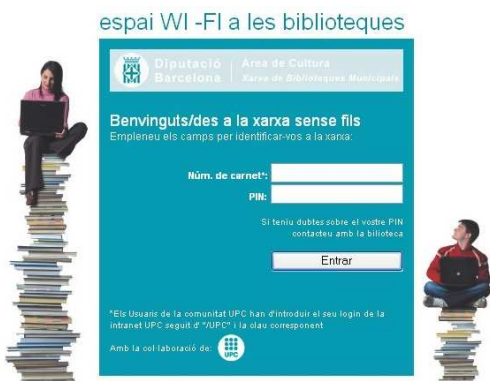 espai WI -FI a les biblioteques
Diputació
Barcelona
Àrea de Cultura
Xarxa de Biblioteques Municipals
Benvinguts/des a la xarxa sense fils
Empleneu els camps per identificar-vos a la xarxa:
Núm. de carnet*:
PIN:
Si teniu dubtes sobre el vostre PIN
contacteu amb la bilioteca
Entrar
*Els Usuaris de la comunitat UPC han d'introduir el seu login de la
intranet UPC seguit d' "/UPC" i la clau corresponent
Amb la col·laboració de:
UPC